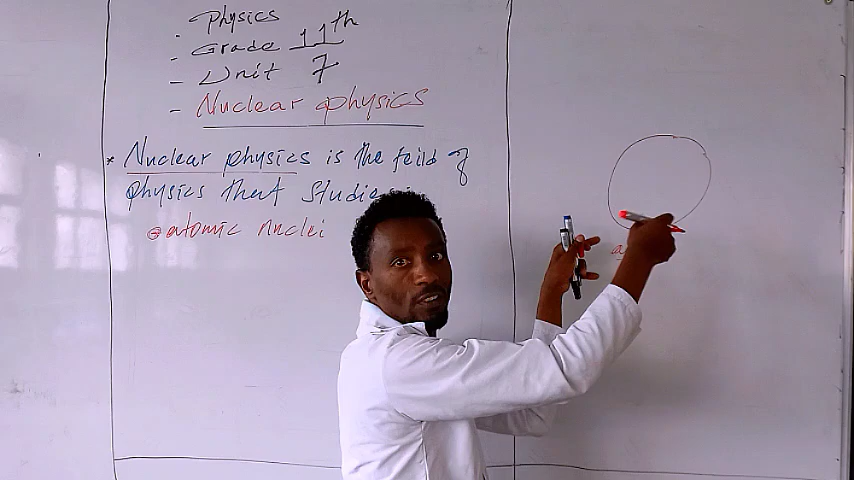 Physics
- Grade 11th
- Unit 7
- Nuclear physics
* Nuclear physics is the feild of
physics that studies
atomic nuclei